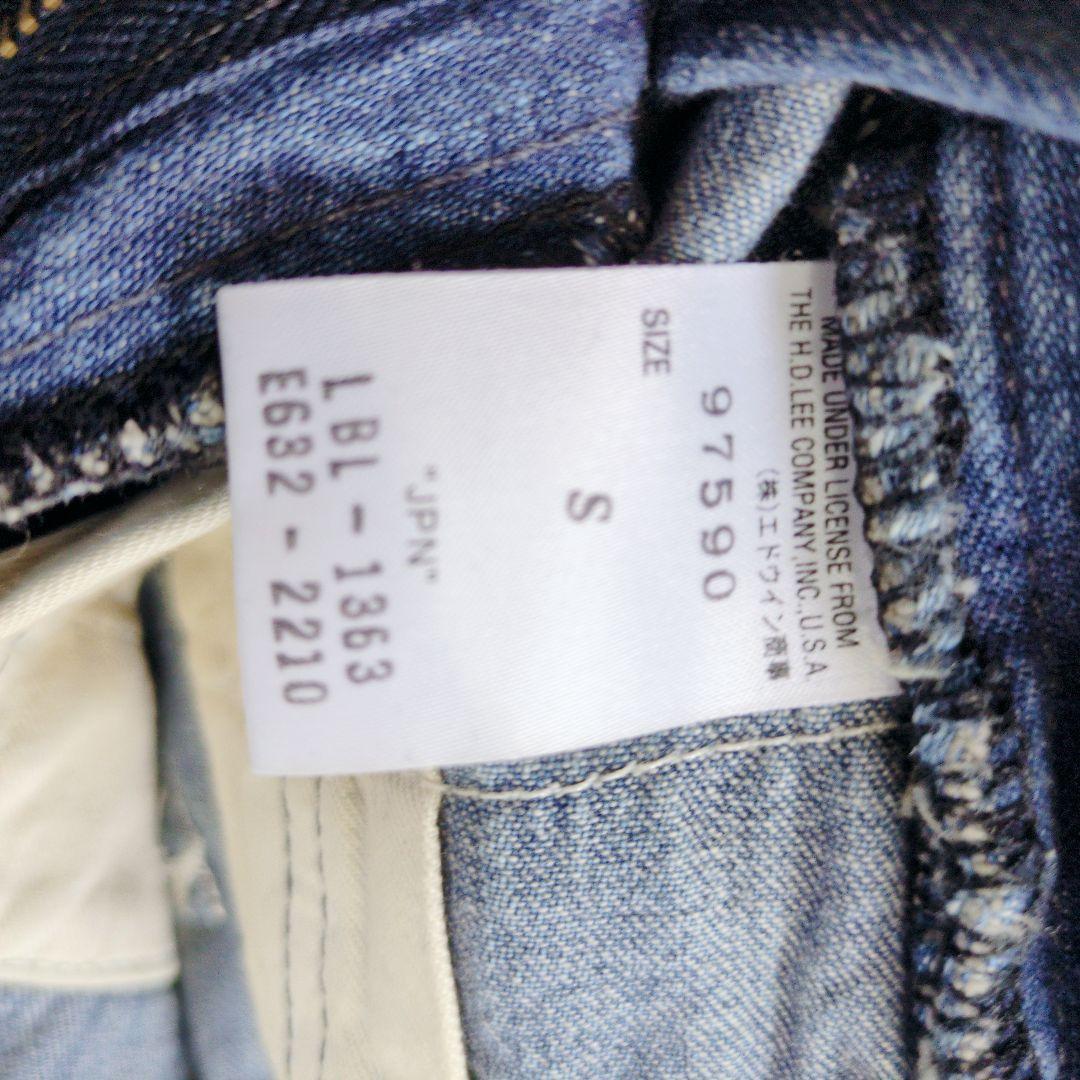 MADE UNDER LICENSE FROM
THE H.D.LEE COMPANY,INC.,U.S.A
(株)エドウイン商事
97590
SIZE
S
"JPN"
LBL-1363
E632-2210